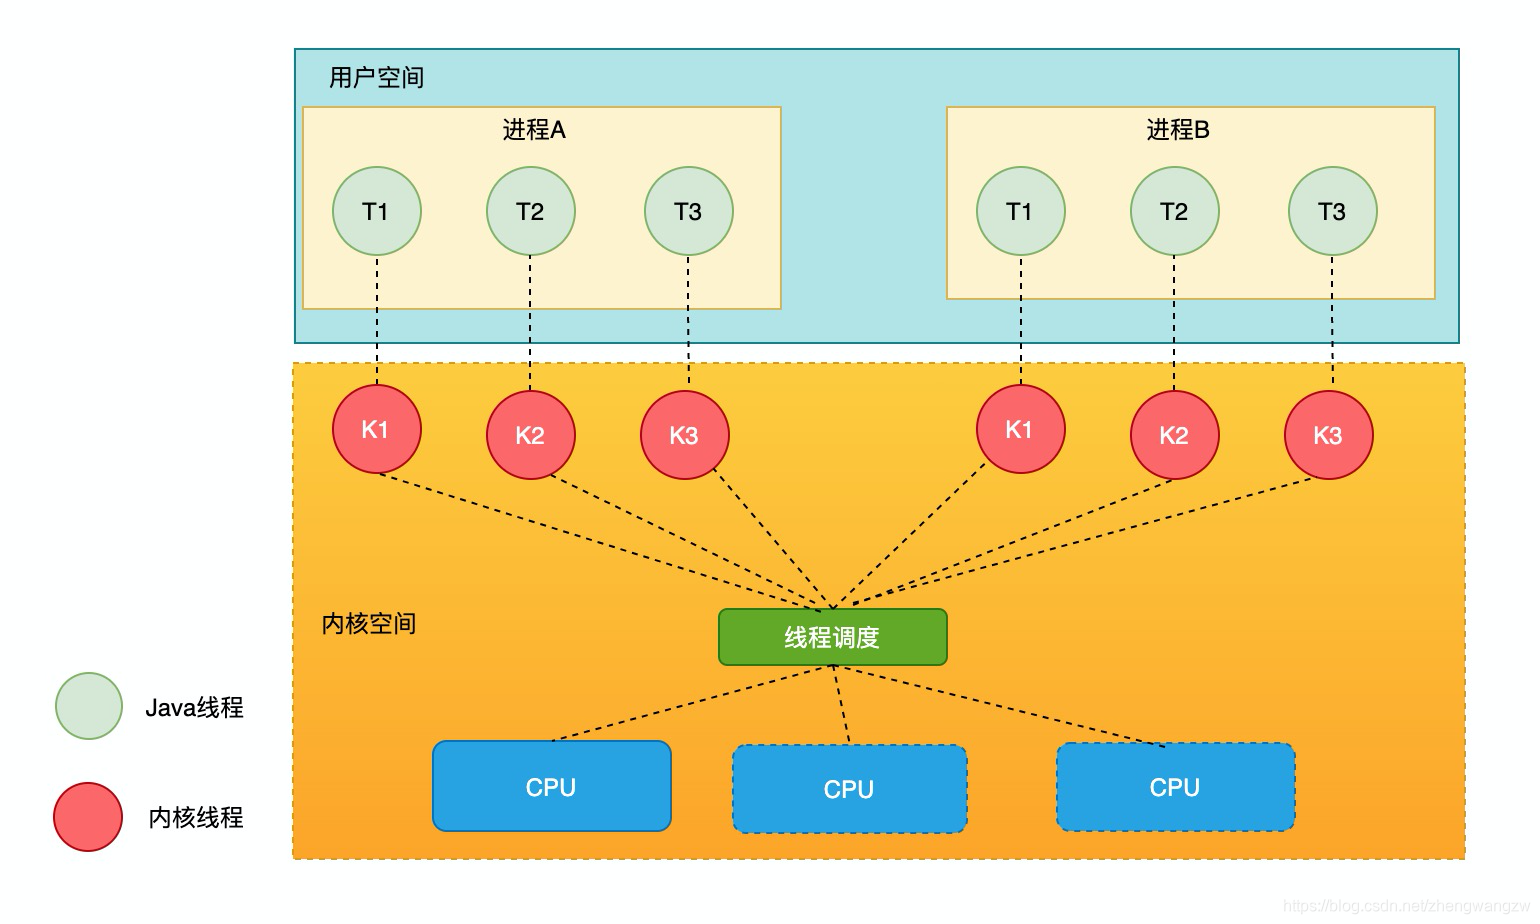 用户空间
进程A
进程B
T1
T2
T3
T1
T2
T3
K1
K2
K3
K1
K2
K3
内核空间
线程调度
Java线程
CPU
CPU
CPU
内核线程
https://blog.csdn.net/zhengwangzw